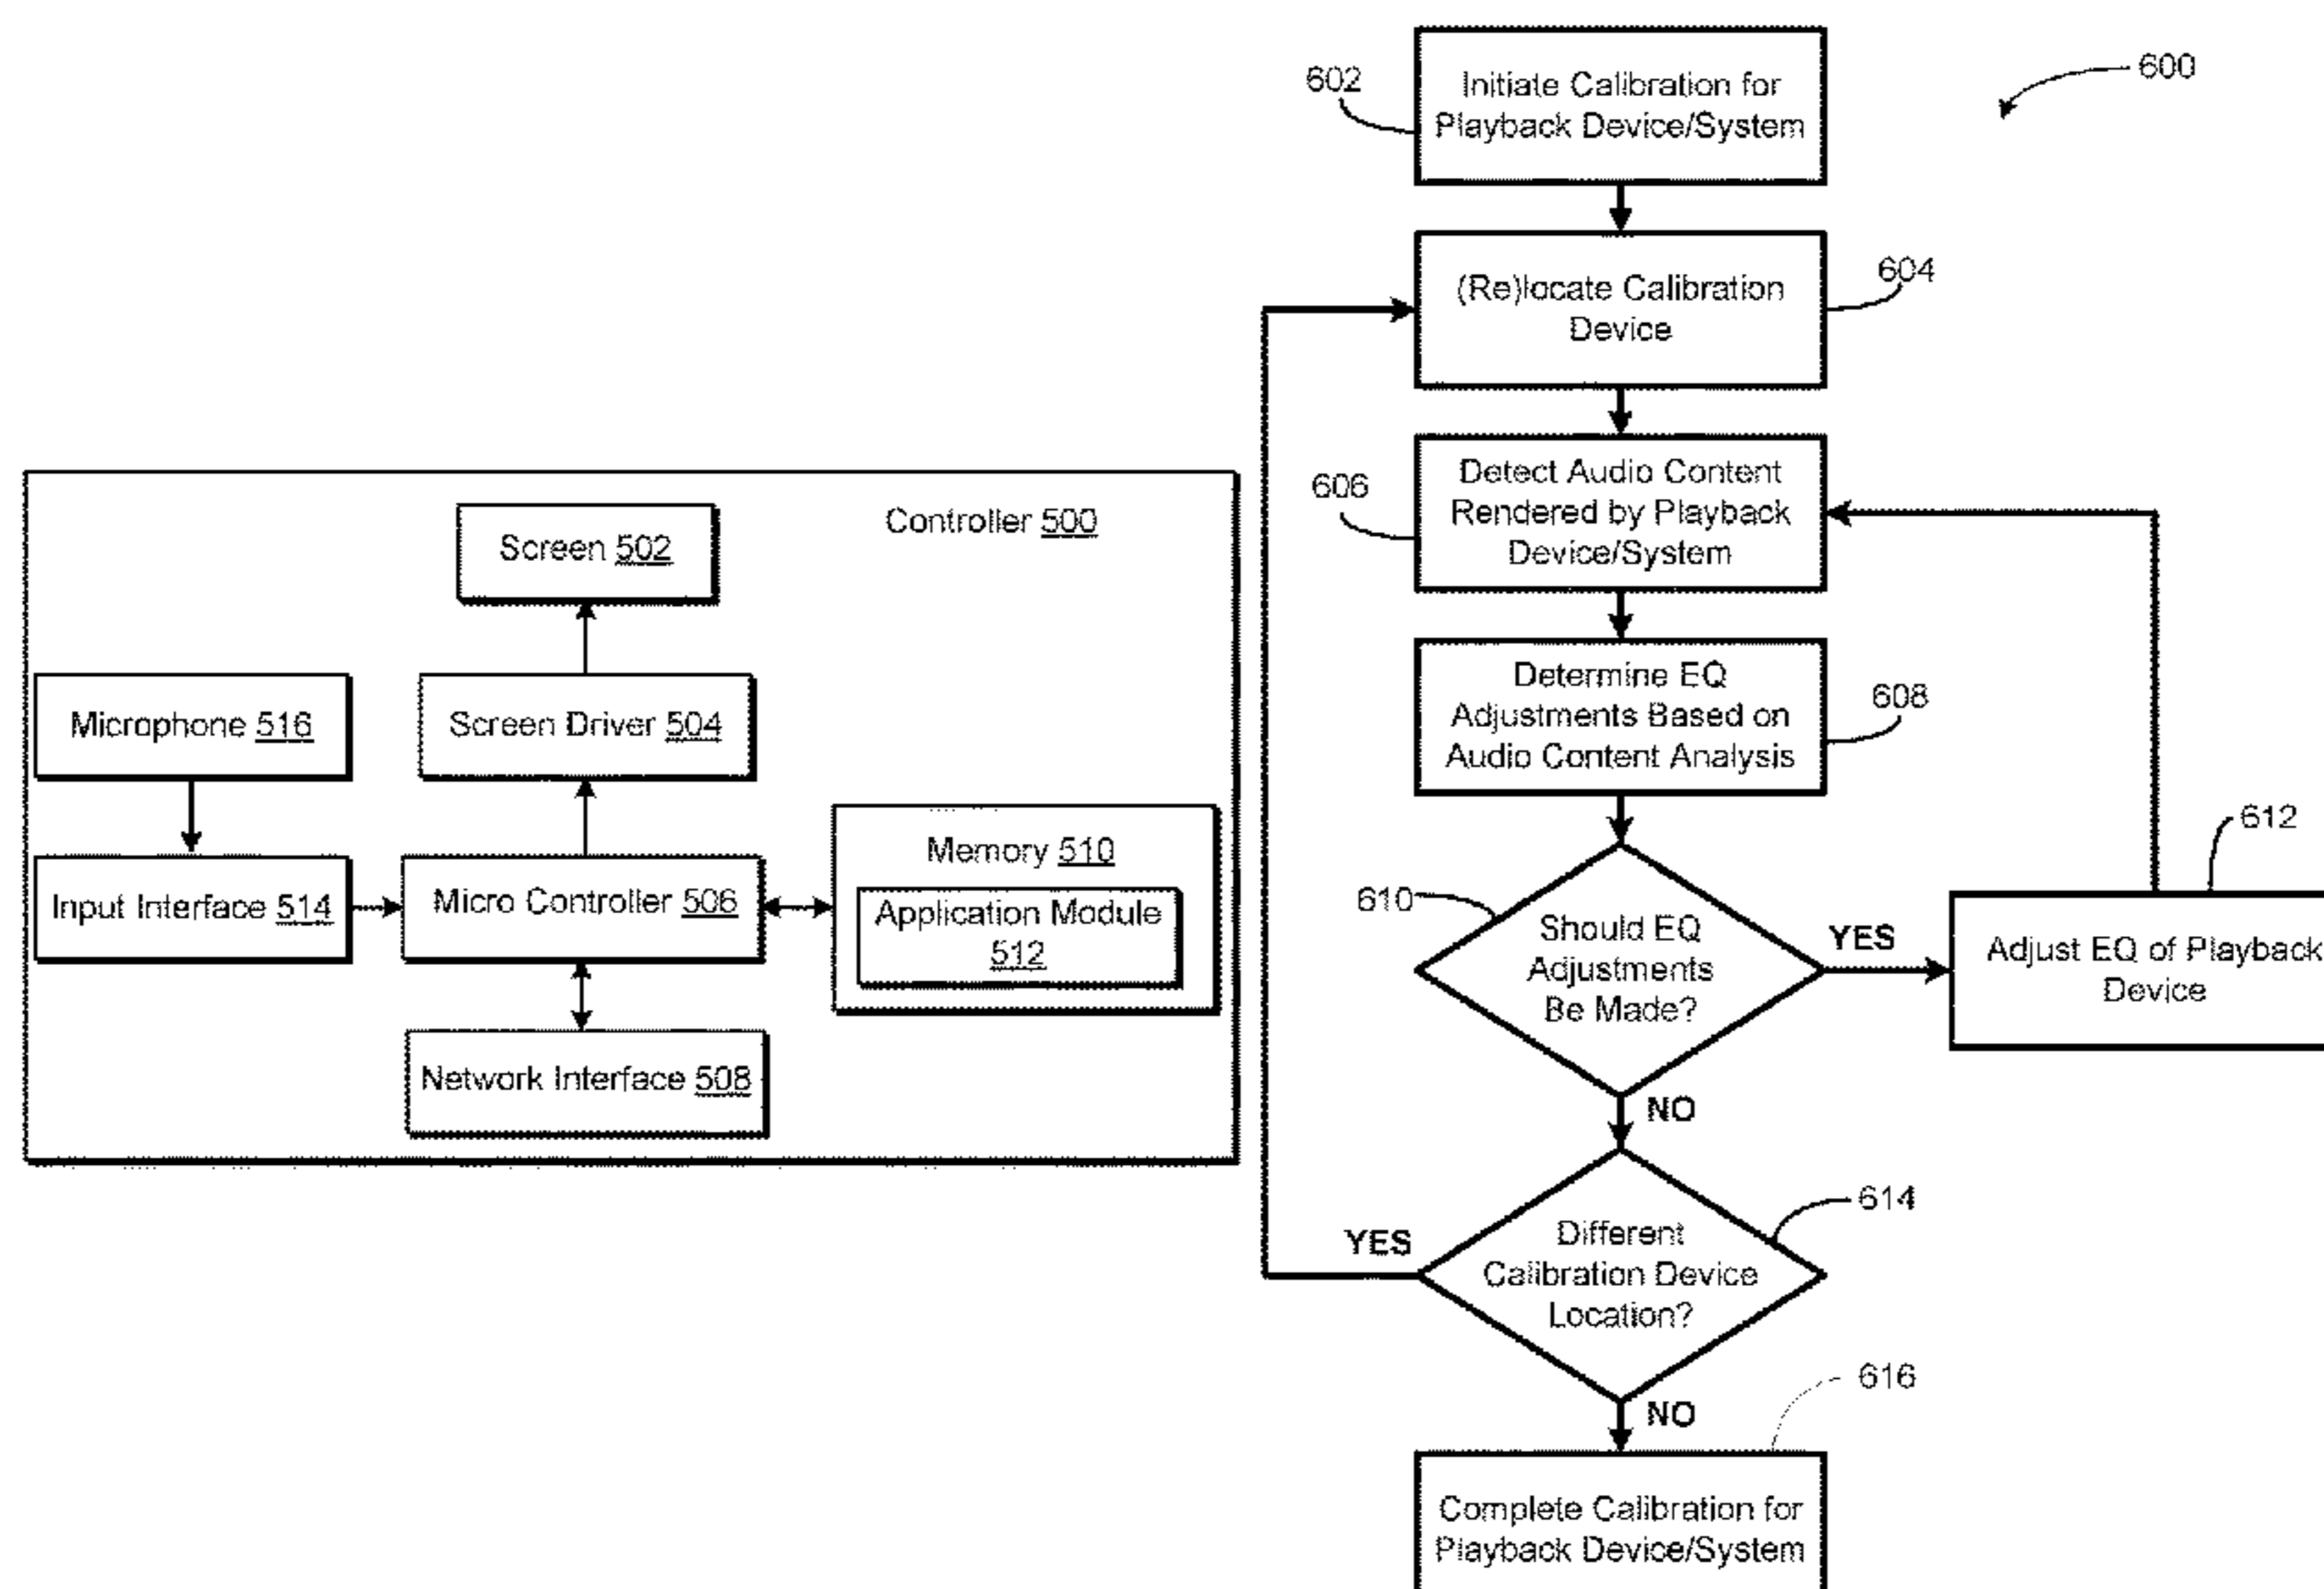 Controller 500
Screen 502
Microphone 516
Screen Driver 504
Input Interface 514
Micro Controller 506
Memory 510
Application Module
512
Network Interface 508
600
602
Initiate Calibration for
Playback Device/System
604
(Re)locate Calibration
Device
606
Detect Audio Content
Rendered by Playback
Device/System
608
Determine EQ
Adjustments Based on
Audio Content Analysis
610
Should EQ
Adjustments
Be Made?
YES
612
Adjust EQ of Playback
Device
NO
614
Different
Calibration Device
Location?
YES
NO
616
Complete Calibration for
Playback Device/System